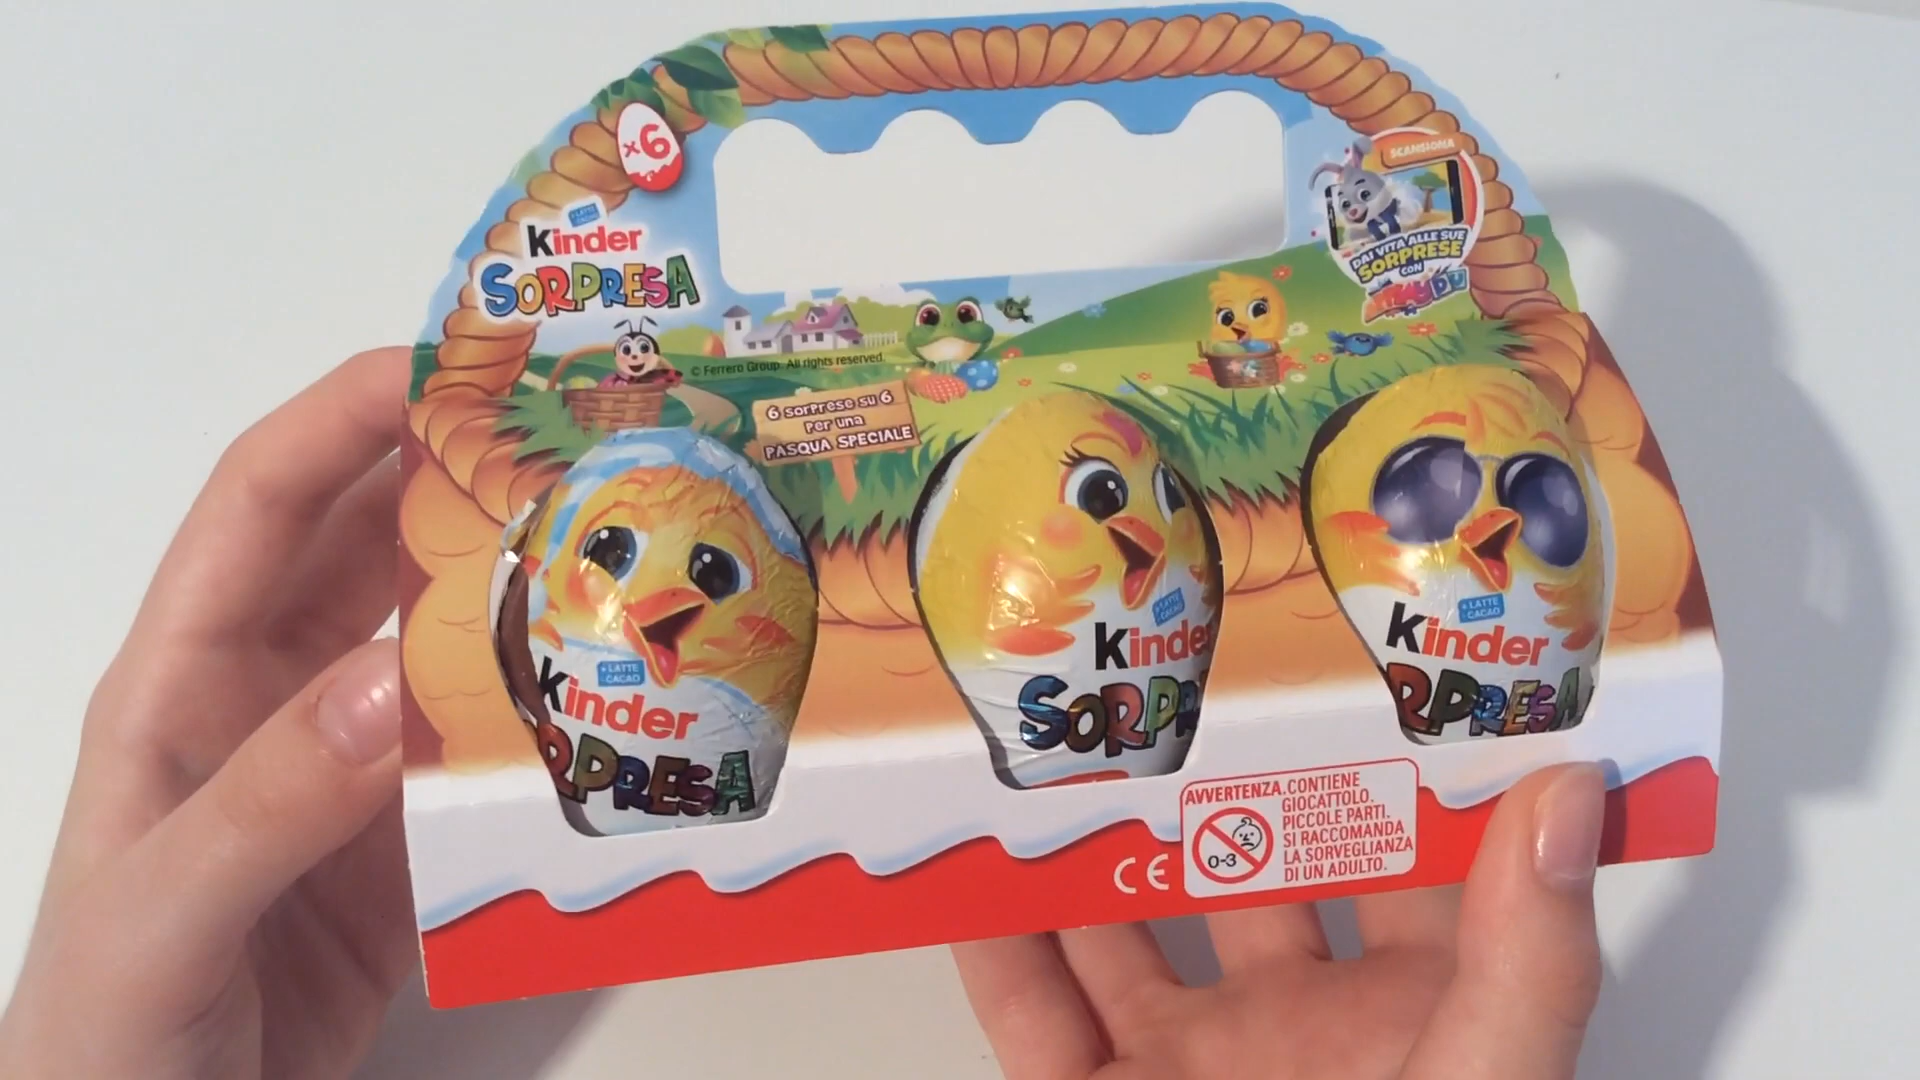 x6
SCANSIONA
+LATTE
-CACAO
Kinder
SORPRESA
DAI VITA ALLE SUE
SORPRESE
CON
© Ferrero Group. All rights reserved.
6 sorprese su 6
per una
PASQUA SPECIALE
+LATTE
-CACAO
Kinder
ORPRESA
+LATTE
-CACAO
Kinder
SORPR
+LATTE
-CACAO
Kinder
RPRESA
CE
AVVERTENZA. CONTIENE
GIOCATTOLO.
PICCOLE PARTI.
SI RACCOMANDA
LA SORVEGLIANZA
DI UN ADULTO.
0-3